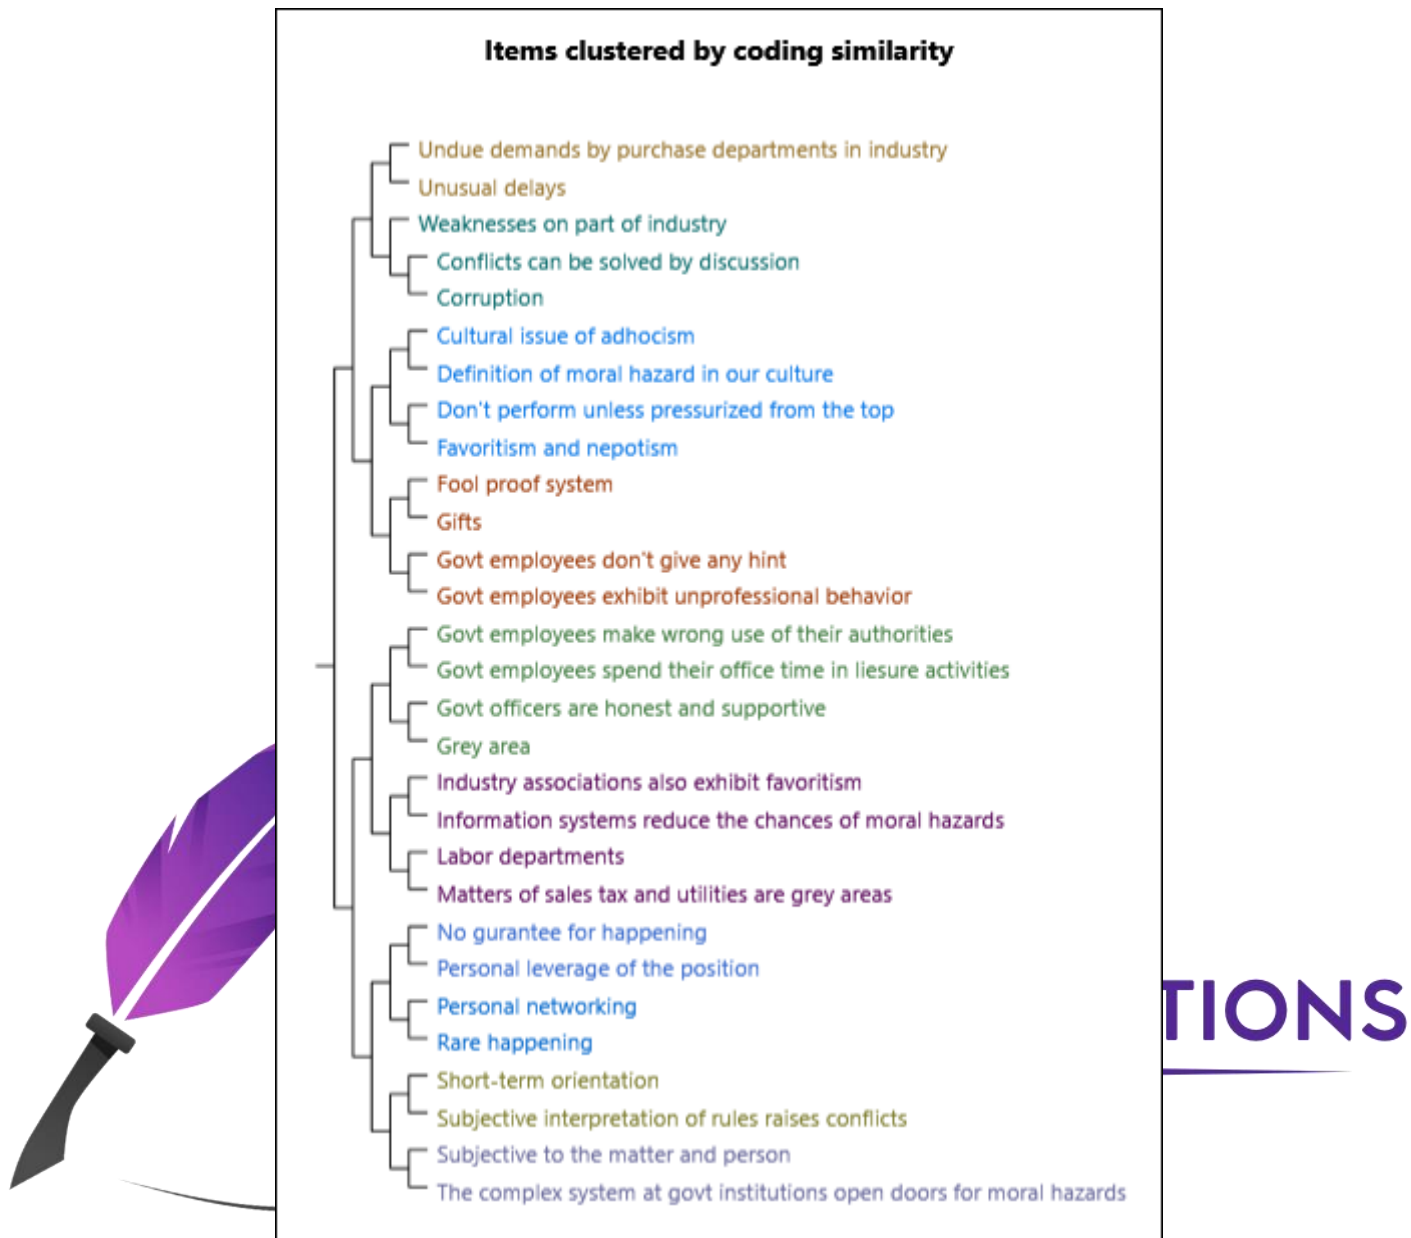 Items clustered by coding similarity
Undue demands by purchase departments in industry
Unusual delays
Weaknesses on part of industry
Conflicts can be solved by discussion
Corruption
Cultural issue of adhocism
Definition of moral hazard in our culture
Don't perform unless pressurized from the top
Favoritism and nepotism
Fool proof system
Gifts
Govt employees don't give any hint
Govt employees exhibit unprofessional behavior
Govt employees make wrong use of their authorities
Govt employees spend their office time in liesure activities
Govt officers are honest and supportive
Grey area
Industry associations also exhibit favoritism
Information systems reduce the chances of moral hazards
Labor departments
Matters of sales tax and utilities are grey areas
No gurantee for happening
Personal leverage of the position
Personal networking
Rare happening
Short-term orientation
Subjective interpretation of rules raises conflicts
Subjective to the matter and person
The complex system at govt institutions open doors for moral hazards
TIONS